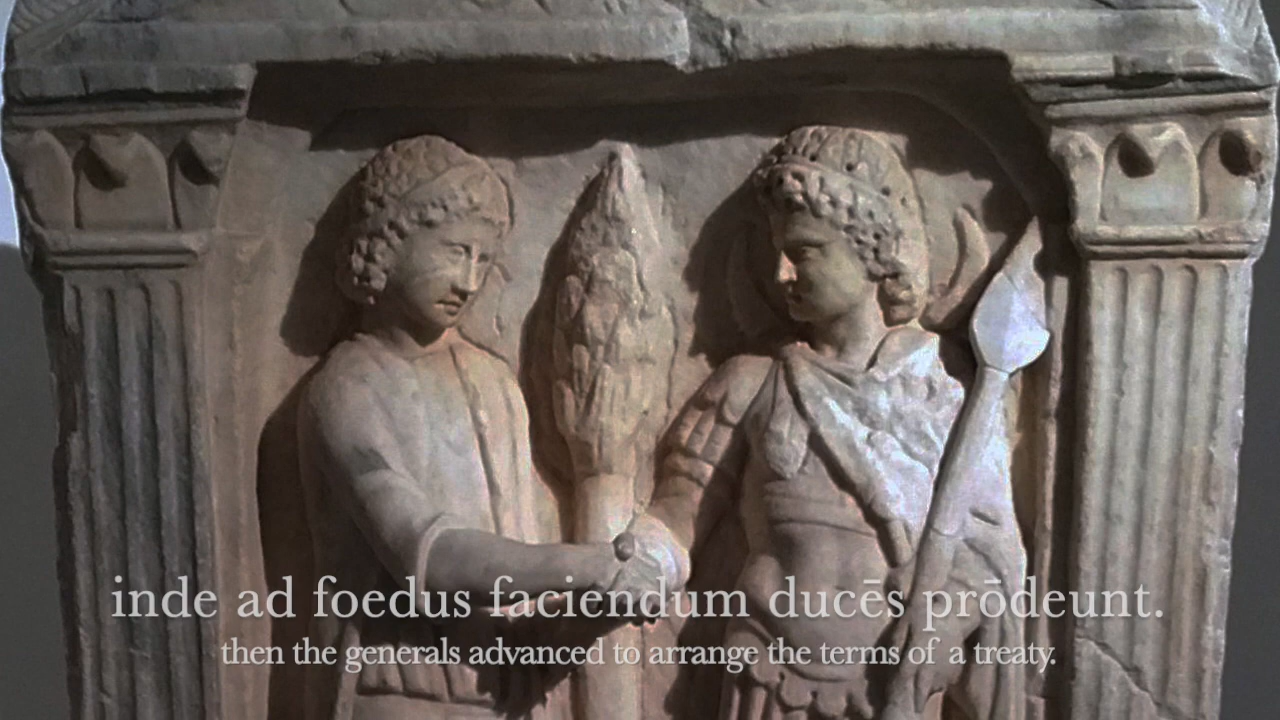 inde ad foedus faciendum ducēs prōdeunt.
then the generals advanced to arrange the terms of a treaty.